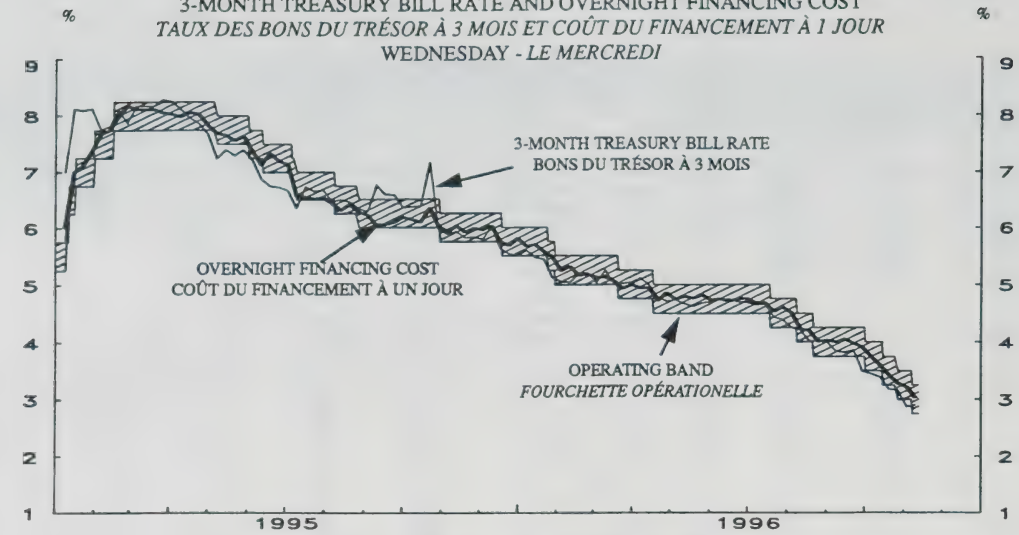 3-MONTH TREASURY BILL RATE AND OVERNIGHT FINANCING COST
TAUX DES BONS DU TRÉSOR À 3 MOIS ET COÛT DU FINANCEMENT À 1 JOUR
WEDNESDAY - LE MERCREDI
% %
9 9
8 8
3-MONTH TREASURY BILL RATE
BONS DU TRÉSOR À 3 MOIS
7 7
6 6
OVERNIGHT FINANCING COST
COÛT DU FINANCEMENT À UN JOUR
5 5
4 4
OPERATING BAND
FOURCHETTE OPÉRATIONELLE
3 3
2 2
1 1
1995 1996